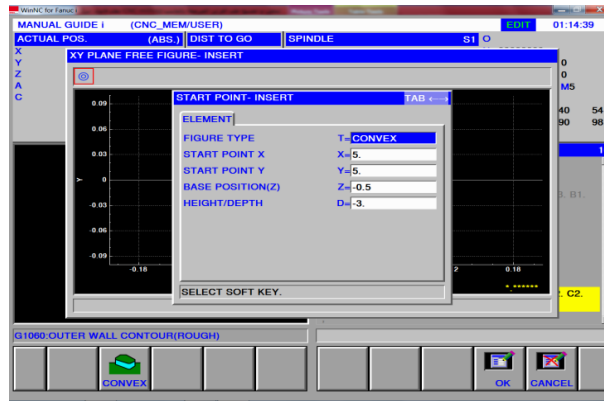 WinNC for Fanuc i
MANUAL GUIDE i (CNC_MEM/USER) EDIT 01:14:39
ACTUAL POS. (ABS.) DIST TO GO SPINDLE S1 O
X
Y 0
Z 0
A M5
C
XY PLANE FREE FIGURE- INSERT
START POINT- INSERT TAB ←→
ELEMENT
FIGURE TYPE T= CONVEX
START POINT X X= 5.
START POINT Y Y= 5.
BASE POSITION(Z) Z= -0.5
HEIGHT/DEPTH D= -3.
SELECT SOFT KEY.
0.09
0.06
0.03
Y 0
-0.03
-0.06
-0.09
-0.18 2 0.18
*.******
40 54
90 98
1
3. B1.
2. C2.
G1060:OUTER WALL CONTOUR(ROUGH)
CONVEX OK CANCEL